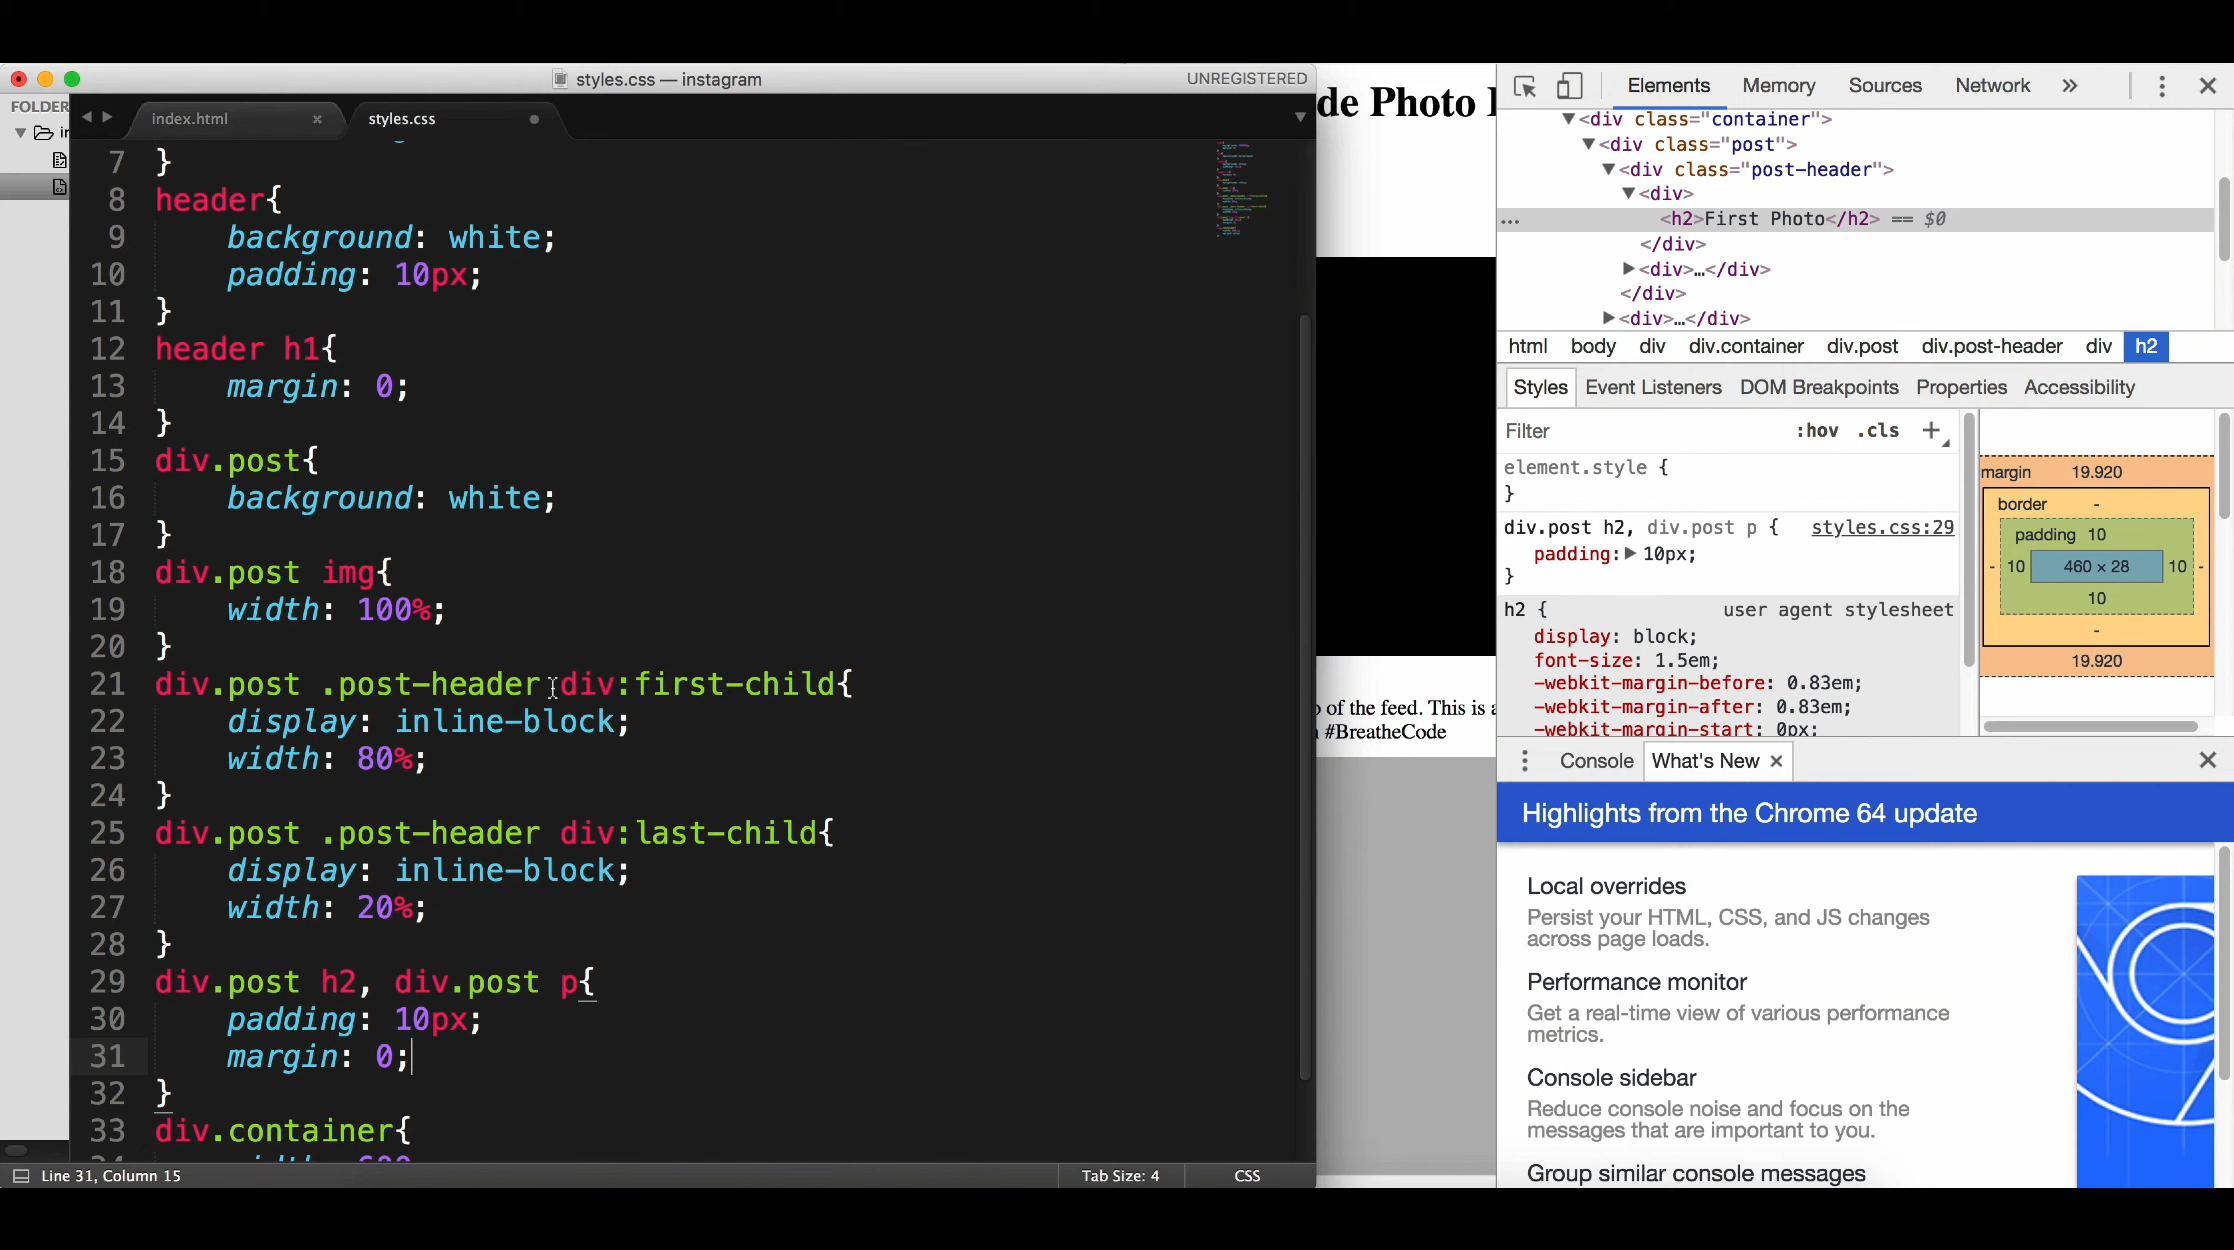 styles.css — instagram
UNREGISTERED
FOLDER
index.html
styles.css
7 }
8 header{
9 background: white;
10 padding: 10px;
11 }
12 header h1{
13 margin: 0;
14 }
15 div.post{
16 background: white;
17 }
18 div.post img{
19 width: 100%;
20 }
21 div.post .post-header div:first-child{
22 display: inline-block;
23 width: 80%;
24 }
25 div.post .post-header div:last-child{
26 display: inline-block;
27 width: 20%;
28 }
29 div.post h2, div.post p{
30 padding: 10px;
31 margin: 0;
32 }
33 div.container{
Line 31, Column 15
Tab Size: 4
CSS
de Photo
of the feed. This is a
#BreatheCode
Elements Memory Sources Network »
<div class="container">
<div class="post">
<div class="post-header">
<div>
... <h2>First Photo</h2> == $0
</div>
<div>…</div>
</div>
<div>…</div>
html body div div.container div.post div.post-header div h2
Styles Event Listeners DOM Breakpoints Properties Accessibility
Filter :hov .cls +
element.style {
}
div.post h2, div.post p { styles.css:29
padding: 10px;
}
h2 { user agent stylesheet
display: block;
font-size: 1.5em;
-webkit-margin-before: 0.83em;
-webkit-margin-after: 0.83em;
-webkit-margin-start: 0px;
margin 19.920
border -
padding 10
- 10 460 × 28 10 -
10
-
19.920
Console What's New
Highlights from the Chrome 64 update
Local overrides
Persist your HTML, CSS, and JS changes
across page loads.
Performance monitor
Get a real-time view of various performance
metrics.
Console sidebar
Reduce console noise and focus on the
messages that are important to you.
Group similar console messages